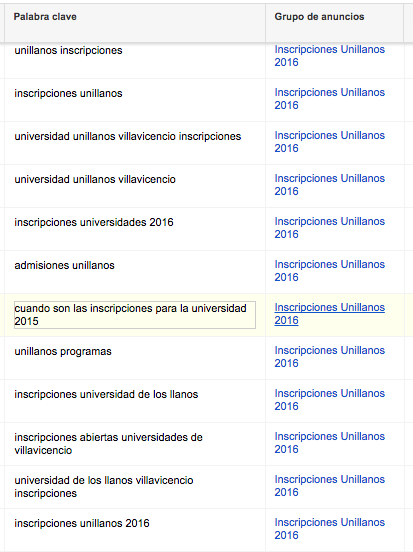 Palabra clave Grupo de anuncios
unillanos inscripciones Inscripciones Unillanos
2016
inscripciones unillanos Inscripciones Unillanos
2016
universidad unillanos villavicencio inscripciones Inscripciones Unillanos
2016
universidad unillanos villavicencio Inscripciones Unillanos
2016
inscripciones universidades 2016 Inscripciones Unillanos
2016
admisiones unillanos Inscripciones Unillanos
2016
cuando son las inscripciones para la universidad Inscripciones Unillanos
2015 2016
unillanos programas Inscripciones Unillanos
2016
inscripciones universidad de los llanos Inscripciones Unillanos
2016
inscripciones abiertas universidades de Inscripciones Unillanos
villavicencio 2016
universidad de los llanos villavicencio Inscripciones Unillanos
inscripciones 2016
inscripciones unillanos 2016 Inscripciones Unillanos
2016